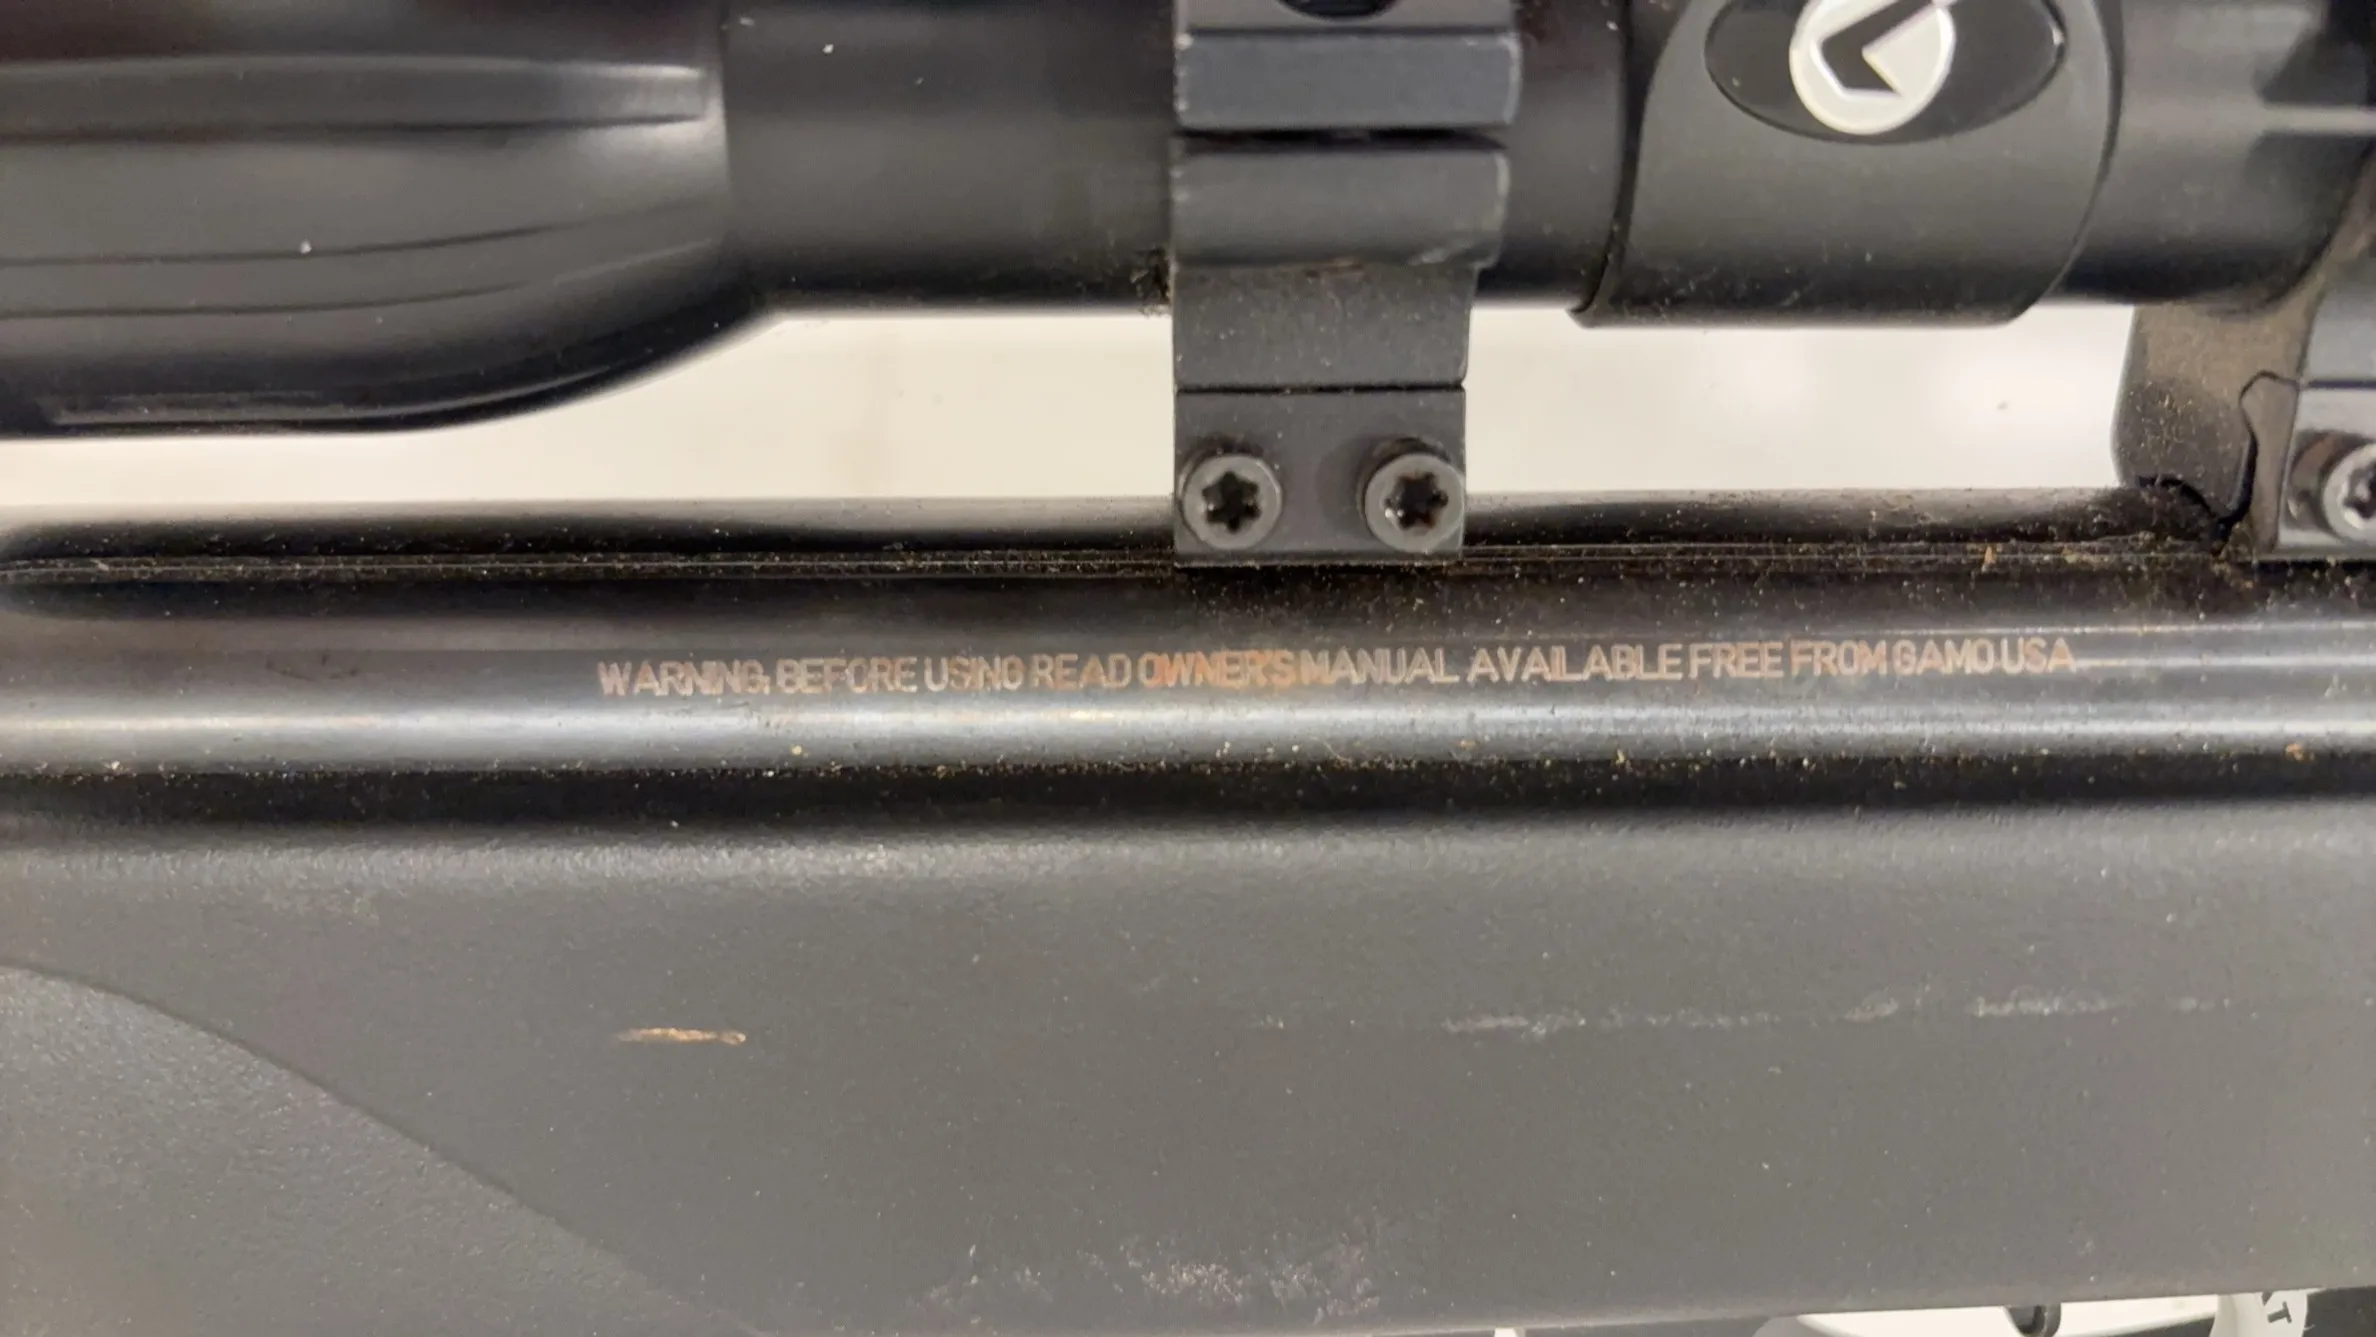 WARNING, BEFORE USING READ OWNER'S MANUAL AVAILABLE FREE FROM GAMO USA